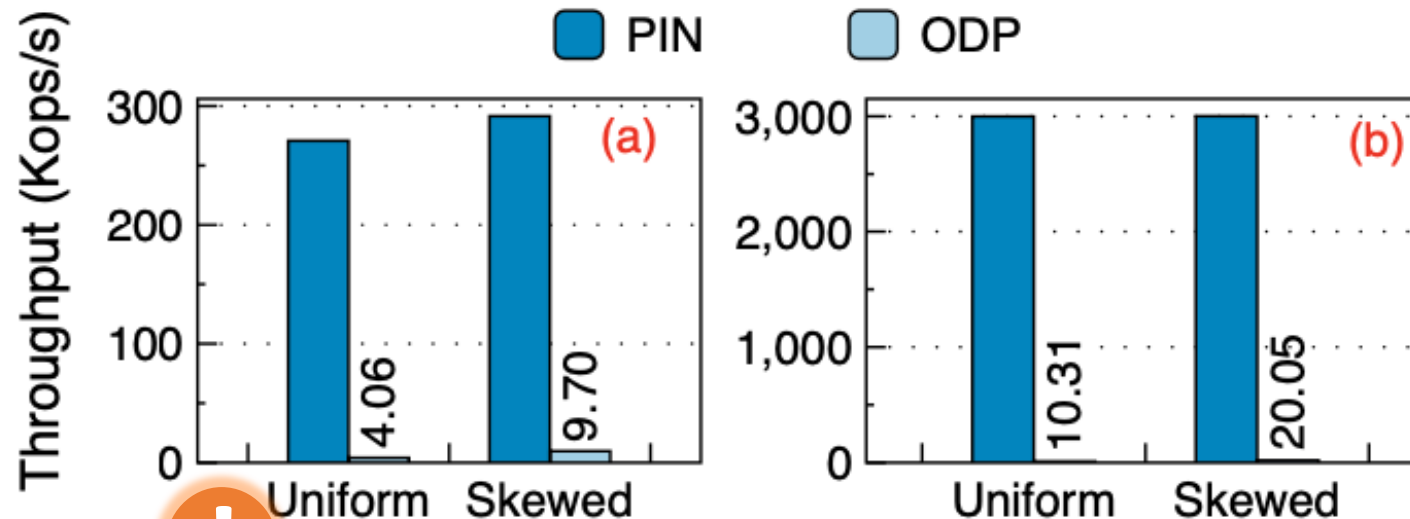 PIN ODP
Throughput (Kops/s)
300
200
100
0
(a)
4.06
9.70
Uniform Skewed
3,000
2,000
1,000
0
(b)
10.31
20.05
Uniform Skewed